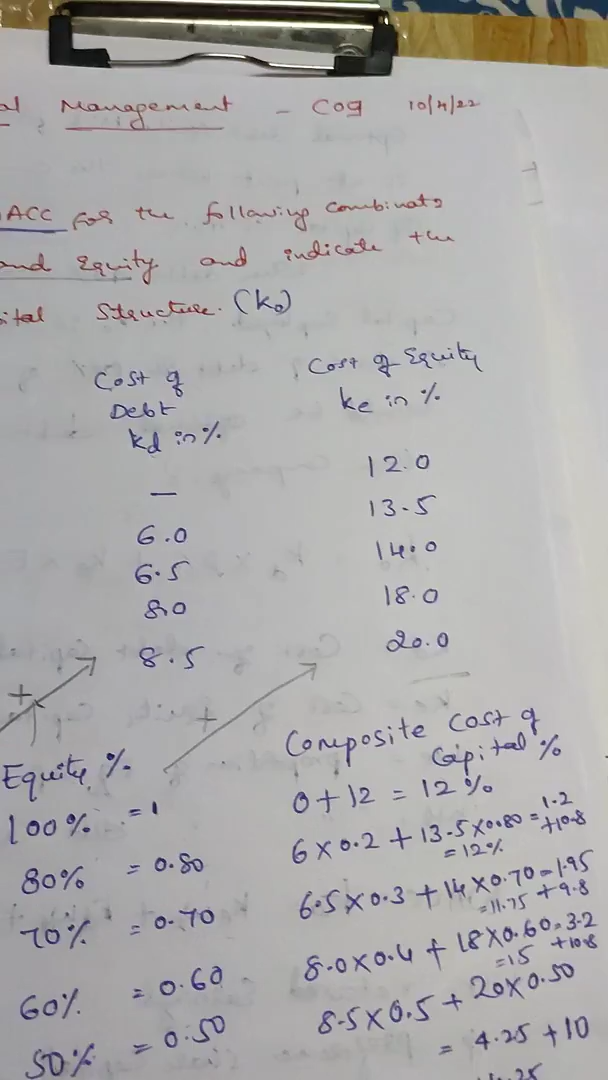 al Management - Cog 10/4/22
ACC for the following combinats
and Equity and indicate the
ital Structure. (ko)
Cost of Debt kd in %
Cost of Equity ke in %
— 12.0
6.0 13.5
6.5 14.0
8.0 18.0
8.5 20.0
+ +
Equity % Composite Cost of Capital %
100% = 1 0 + 12 = 12%
80% = 0.80 6 x 0.2 + 13.5 x 0.80 = 1.2 + 10.8
= 12%
70% = 0.70 6.5 x 0.3 + 14 x 0.70 = 1.95 + 9.8
= 11.75
60% = 0.60 8.0 x 0.4 + 18 x 0.60 = 3.2 + 10.8
= 15
50% = 0.50 8.5 x 0.5 + 20 x 0.50
= 4.25 + 10